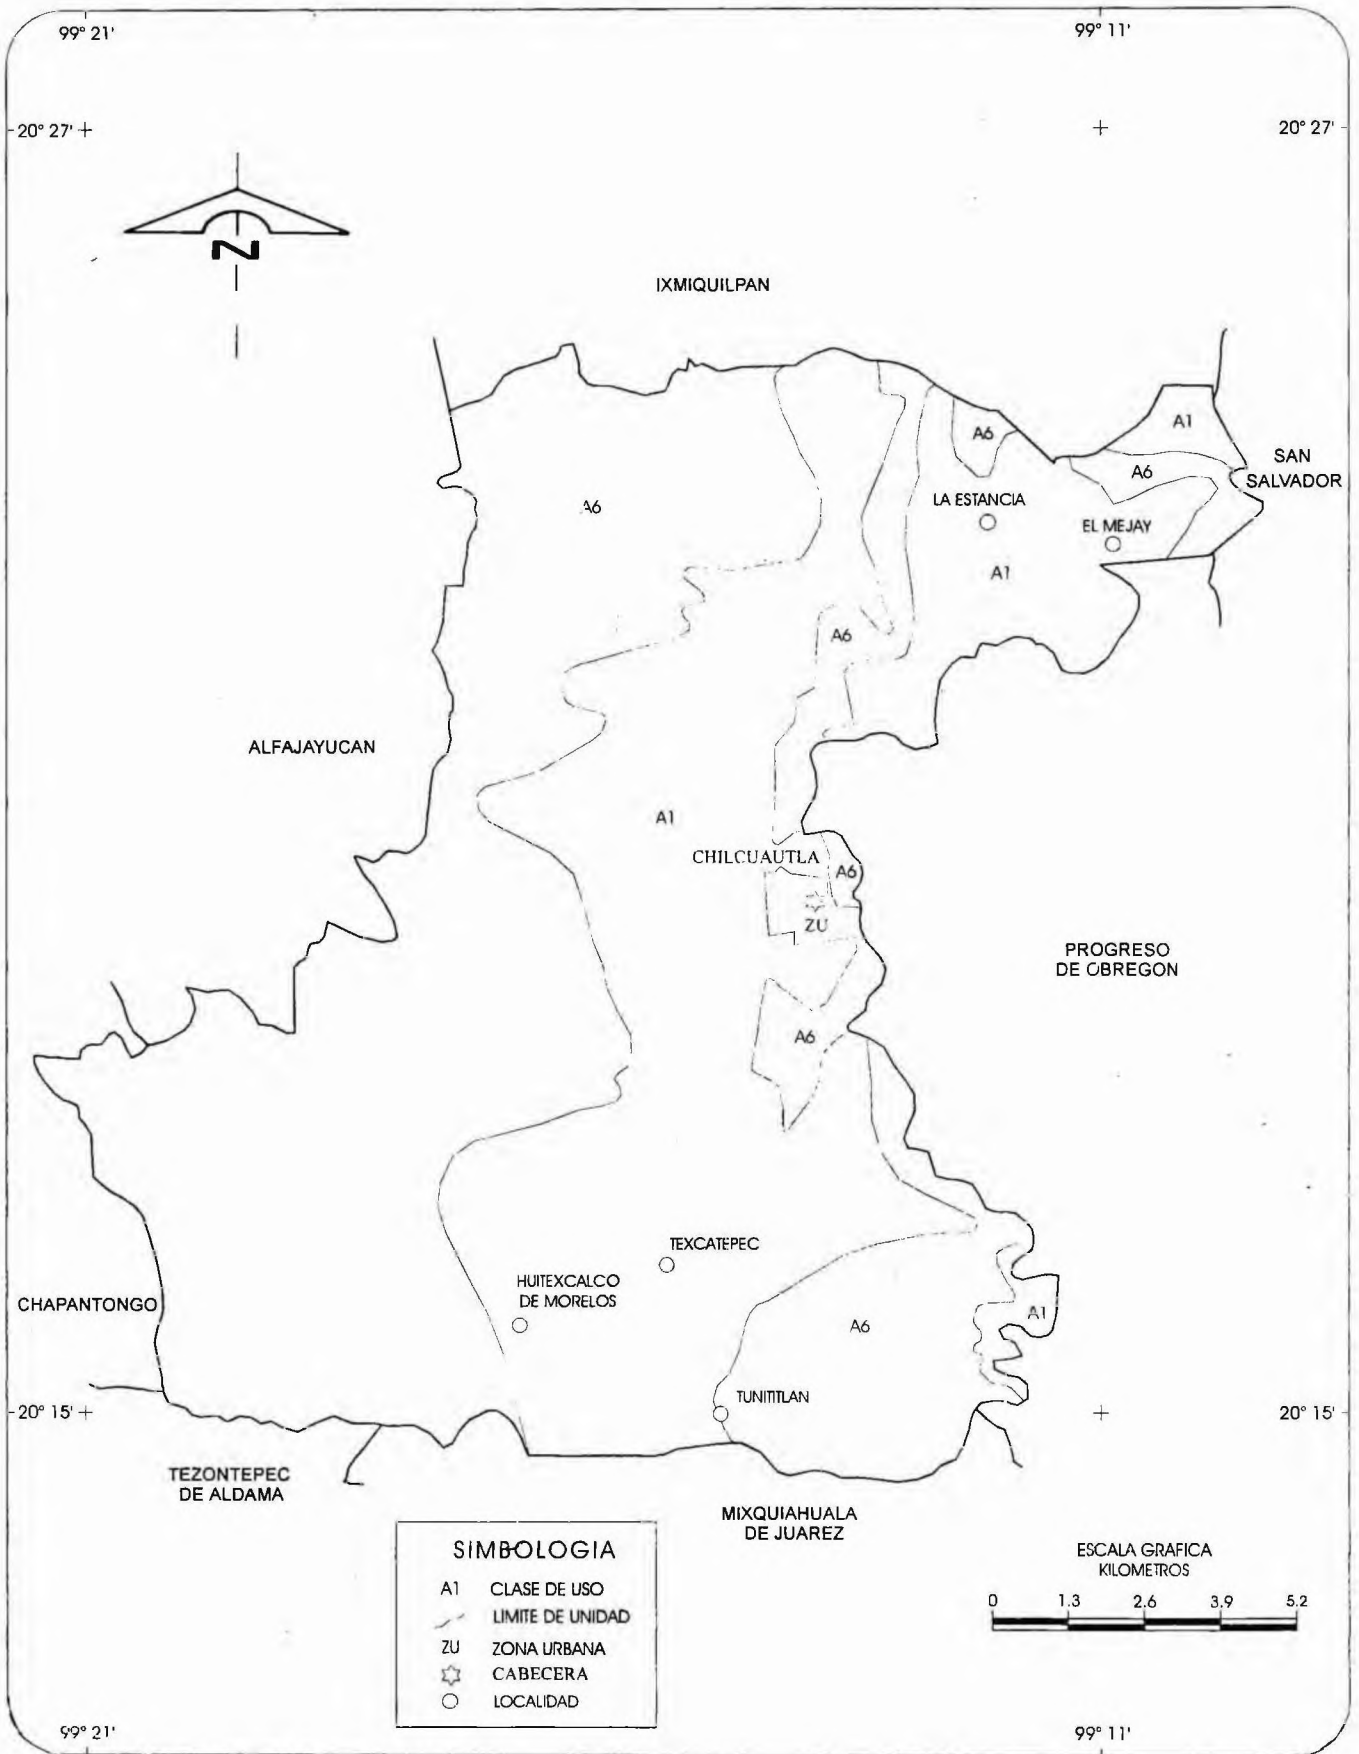 99° 21'
99° 11'
20° 27'
20° 27'
N
IXMIQUILPAN
A1
A6
SAN
SALVADOR
A6
LA ESTANCIA
A6
EL MEJAY
A1
A6
ALFAJAYUCAN
A1
CHILCUAUTLA
A6
ZU
PROGRESO
DE OBREGON
A6
TEXCATEPEC
HUITEXCALCO
DE MORELOS
CHAPANTONGO
A6
A1
TUNITITLAN
20° 15'
20° 15'
TEZONTEPEC
DE ALDAMA
MIXQUIAHUALA
DE JUAREZ
SIMBOLOGIA
A1 CLASE DE USO
LIMITE DE UNIDAD
ZU ZONA URBANA
CABECERA
LOCALIDAD
ESCALA GRAFICA
KILOMETROS
0 1.3 2.6 3.9 5.2
99° 21'
99° 11'